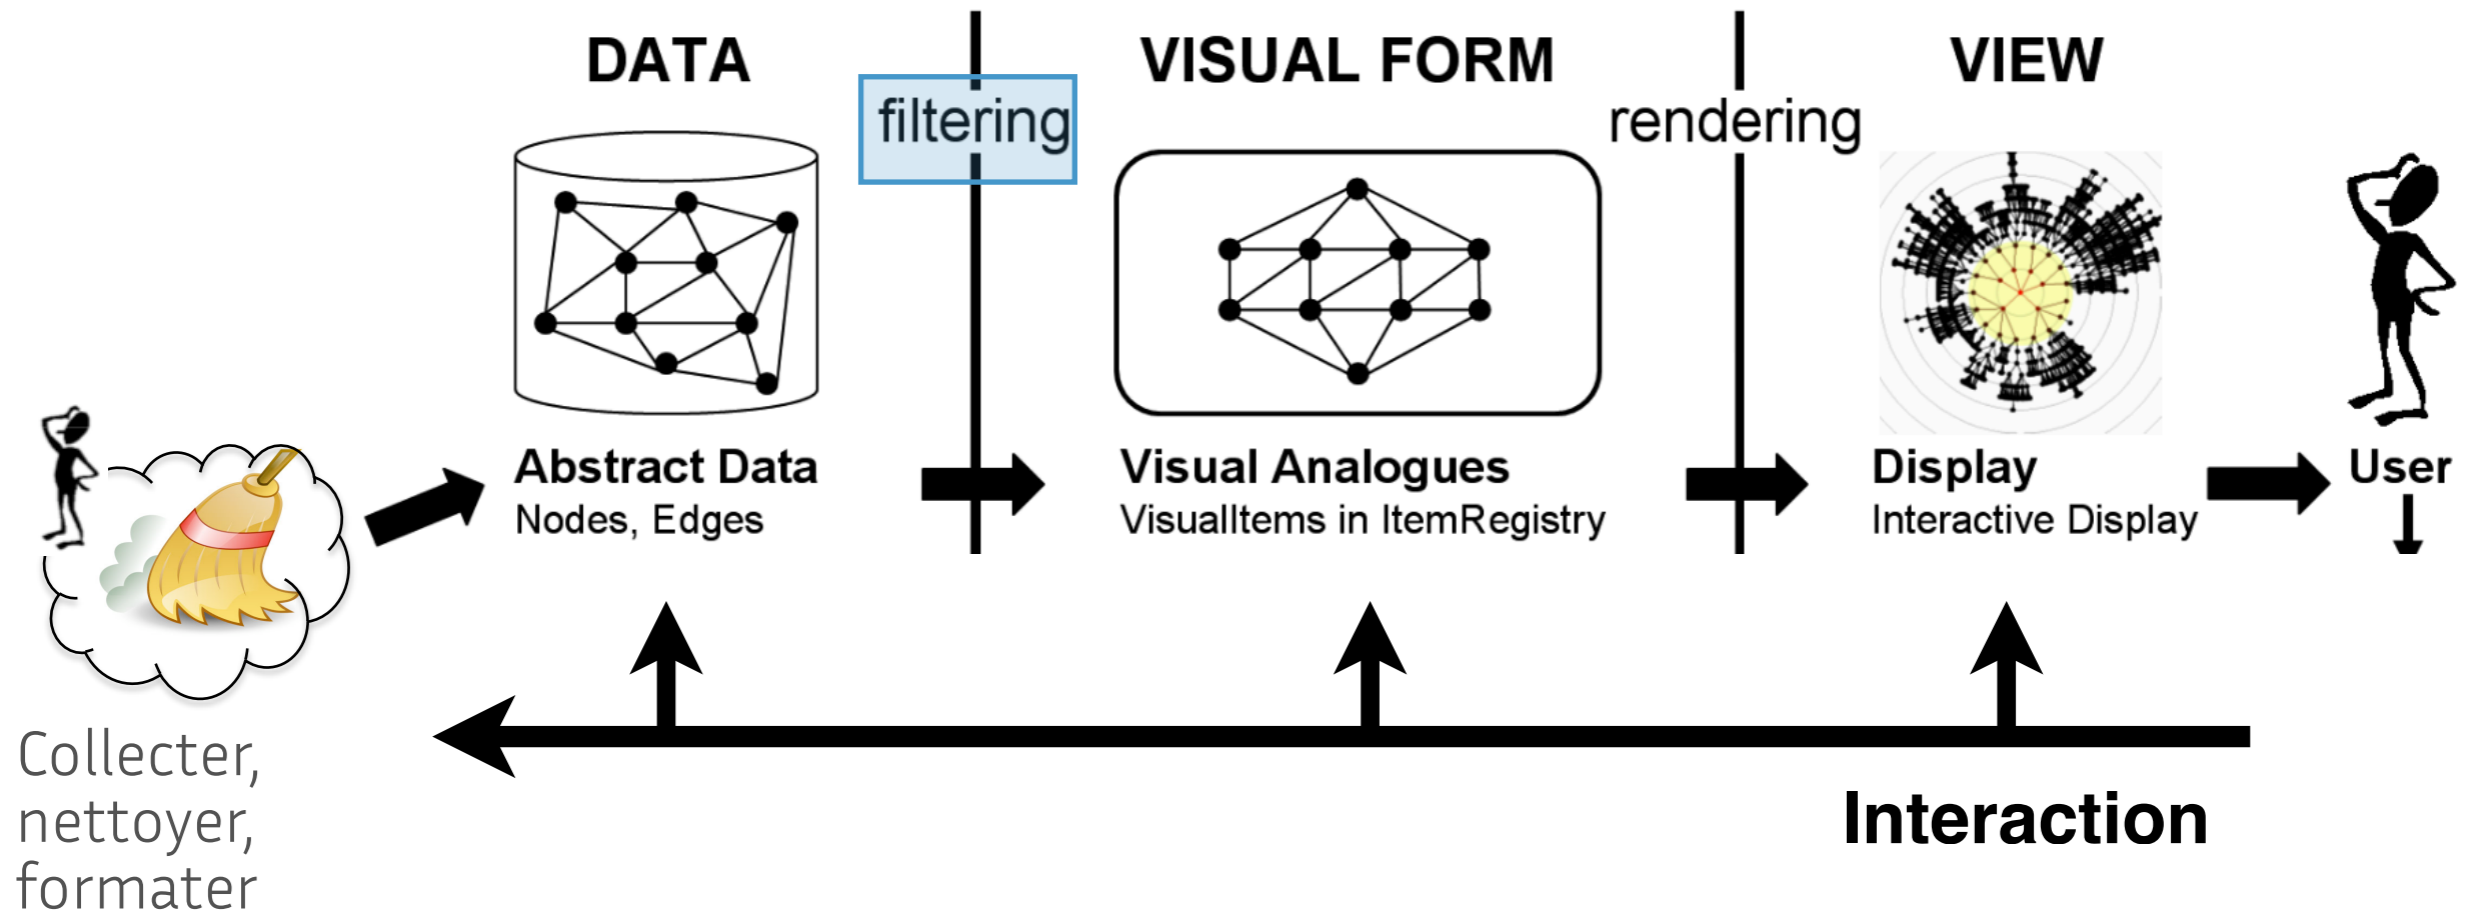 DATA
VISUAL FORM
VIEW
filtering
rendering
Abstract Data
Nodes, Edges
Visual Analogues
VisualItems in ItemRegistry
Display
Interactive Display
User
Collecter,
nettoyer,
formater
Interaction